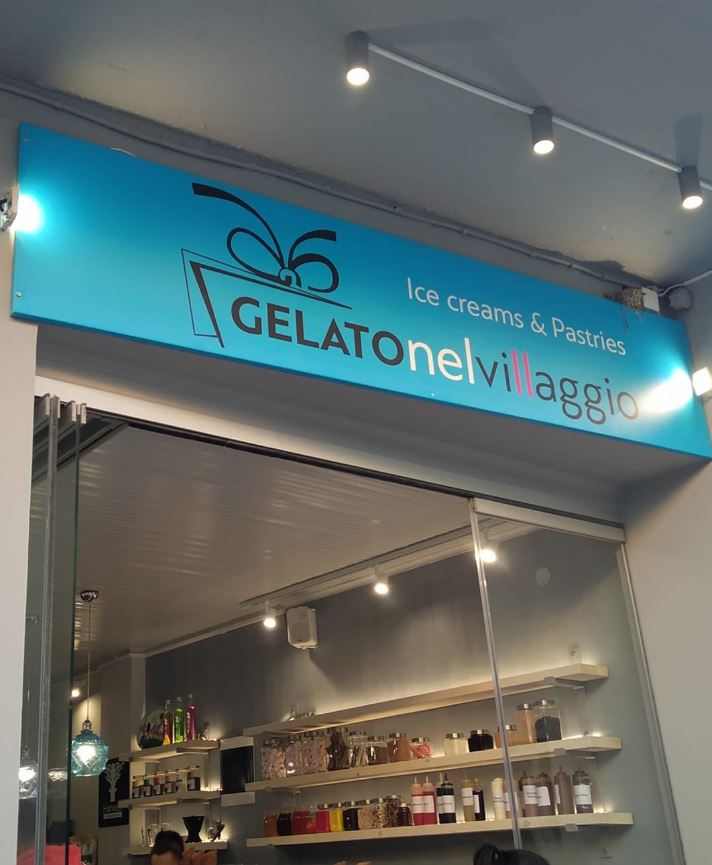 Ice creams & Pastries
GELATOnelvillaggio